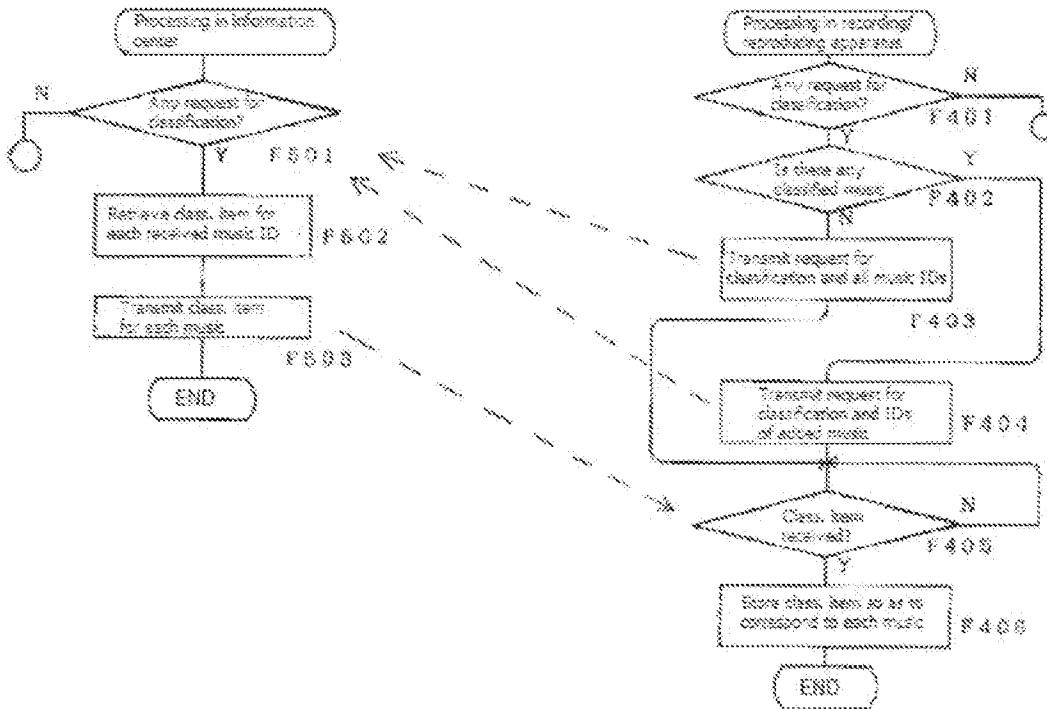 Processing in information
center
N
Any request for
classification?
Y
F501
Retrieve class. item for
each received music ID
F502
Transmit class. item
for each music
F503
END
Processing in recording/
reproducing apparatus
Any request for
classification?
N
F401
Y
Is there any
classified music
Y
F402
N
Transmit request for
classification and all music IDs
F403
Transmit request for
classification and IDs
of added music
F404
Class. item
received?
N
F405
Y
Store class. item so as to
correspond to each music
F406
END